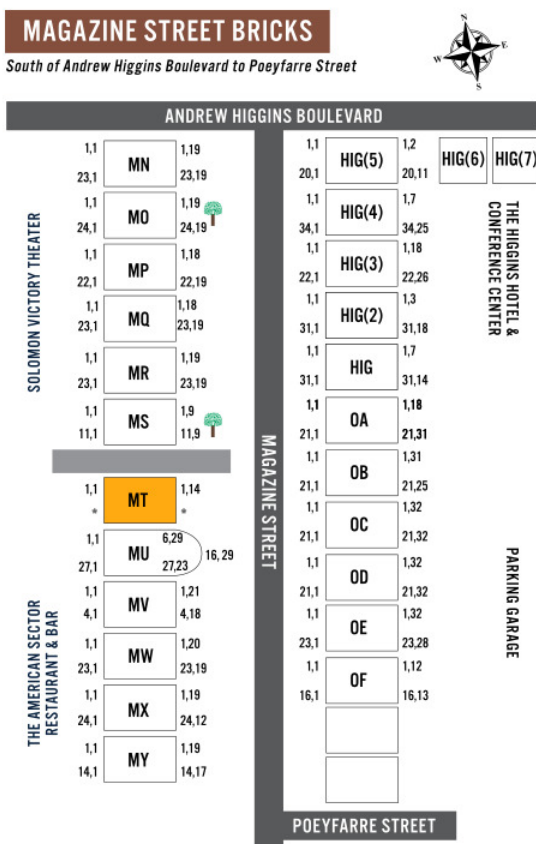 MAGAZINE STREET BRICKS
South of Andrew Higgins Boulevard to Poeyfarre Street
N
W E
S
ANDREW HIGGINS BOULEVARD
SOLOMON VICTORY THEATER
1,1 MN 1,19
23,1 23,19
1,1 MO 1,19
24,1 24,19
1,1 MP 1,18
22,1 22,19
1,1 MQ 1,18
23,1 23,19
1,1 MR 1,19
23,1 23,19
1,1 MS 1,9
11,1 11,9
THE AMERICAN SECTOR
RESTAURANT & BAR
1,1 MT 1,14
* *
1,1 MU 6,29
27,1 27,23 16, 29
1,1 MV 1,21
4,1 4,18
1,1 MW 1,20
23,1 23,19
1,1 MX 1,19
24,1 24,12
1,1 MY 1,19
14,1 14,17
MAGAZINE STREET
1,1 HIG(5) 1,2
20,1 20,11
HIG(6) HIG(7)
1,1 HIG(4) 1,7
34,1 34,25
1,1 HIG(3) 1,18
22,1 22,26
1,1 HIG(2) 1,3
31,1 31,18
1,1 HIG 1,7
31,1 31,14
1,1 OA 1,18
21,1 21,31
1,1 OB 1,31
21,1 21,25
1,1 OC 1,32
21,1 21,32
1,1 OD 1,32
21,1 21,32
1,1 OE 1,32
23,1 23,28
1,1 OF 1,12
16,1 16,13
THE HIGGINS HOTEL &
CONFERENCE CENTER
PARKING GARAGE
POEYFARRE STREET